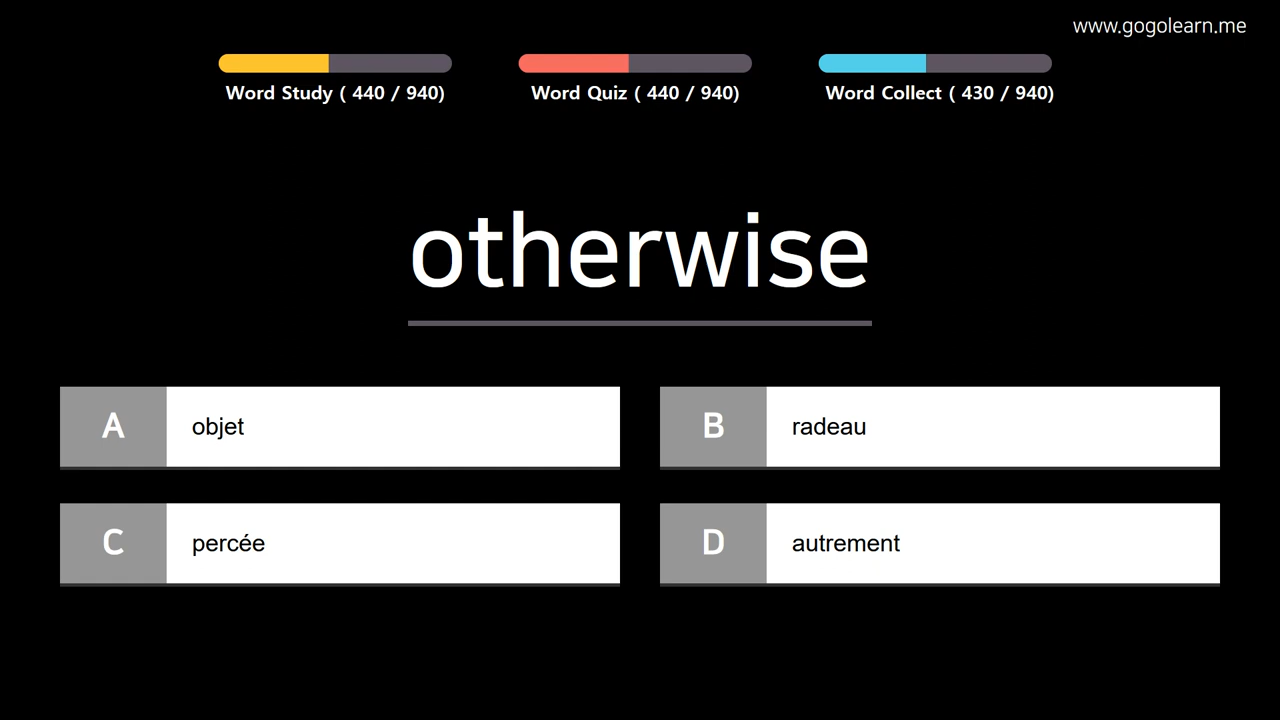 www.gogolearn.me
Word Study ( 440 / 940)
Word Quiz ( 440 / 940)
Word Collect ( 430 / 940)
otherwise
A objet
B radeau
C percée
D autrement